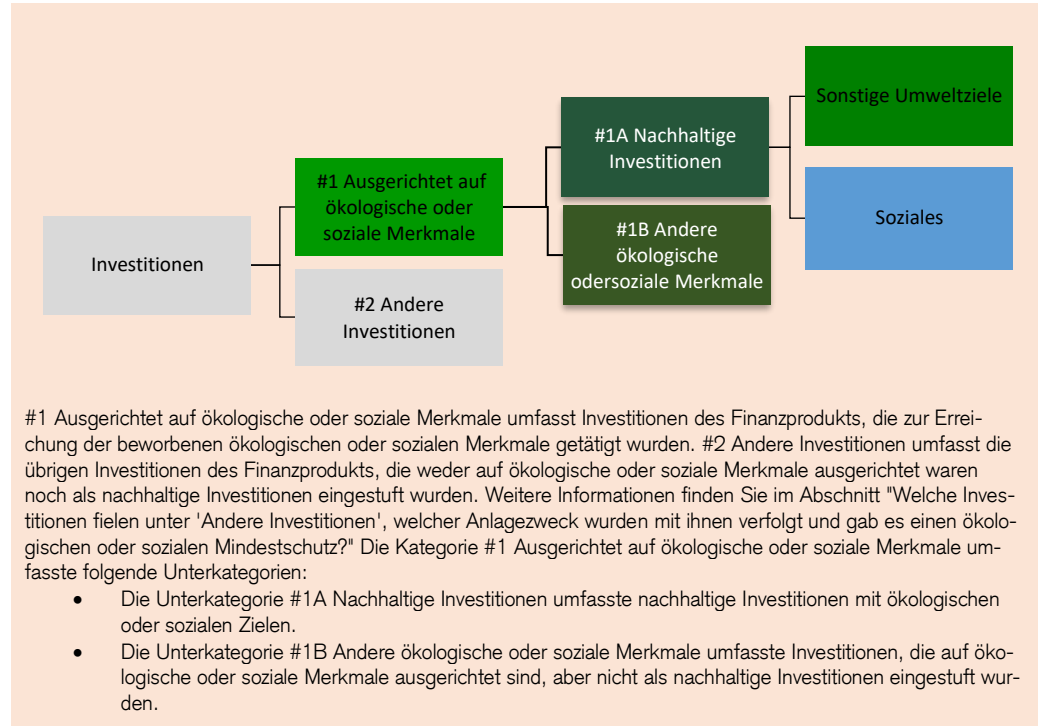 Sonstige Umweltziele
#1A Nachhaltige
Investitionen
#1 Ausgerichtet auf
ökologische oder
soziale Merkmale
Soziales
#1B Andere
ökologische
odersoziale Merkmale
Investitionen
#2 Andere
Investitionen
#1 Ausgerichtet auf ökologische oder soziale Merkmale umfasst Investitionen des Finanzprodukts, die zur Errei-
chung der beworbenen ökologischen oder sozialen Merkmale getätigt wurden. #2 Andere Investitionen umfasst die
übrigen Investitionen des Finanzprodukts, die weder auf ökologische oder soziale Merkmale ausgerichtet waren
noch als nachhaltige Investitionen eingestuft wurden. Weitere Informationen finden Sie im Abschnitt "Welche Inves-
titionen fielen unter 'Andere Investitionen', welcher Anlagezweck wurden mit ihnen verfolgt und gab es einen ökolo-
gischen oder sozialen Mindestschutz?" Die Kategorie #1 Ausgerichtet auf ökologische oder soziale Merkmale um-
fasste folgende Unterkategorien:
• Die Unterkategorie #1A Nachhaltige Investitionen umfasste nachhaltige Investitionen mit ökologischen
oder sozialen Zielen.
• Die Unterkategorie #1B Andere ökologische oder soziale Merkmale umfasste Investitionen, die auf öko-
logische oder soziale Merkmale ausgerichtet sind, aber nicht als nachhaltige Investitionen eingestuft wur-
den.